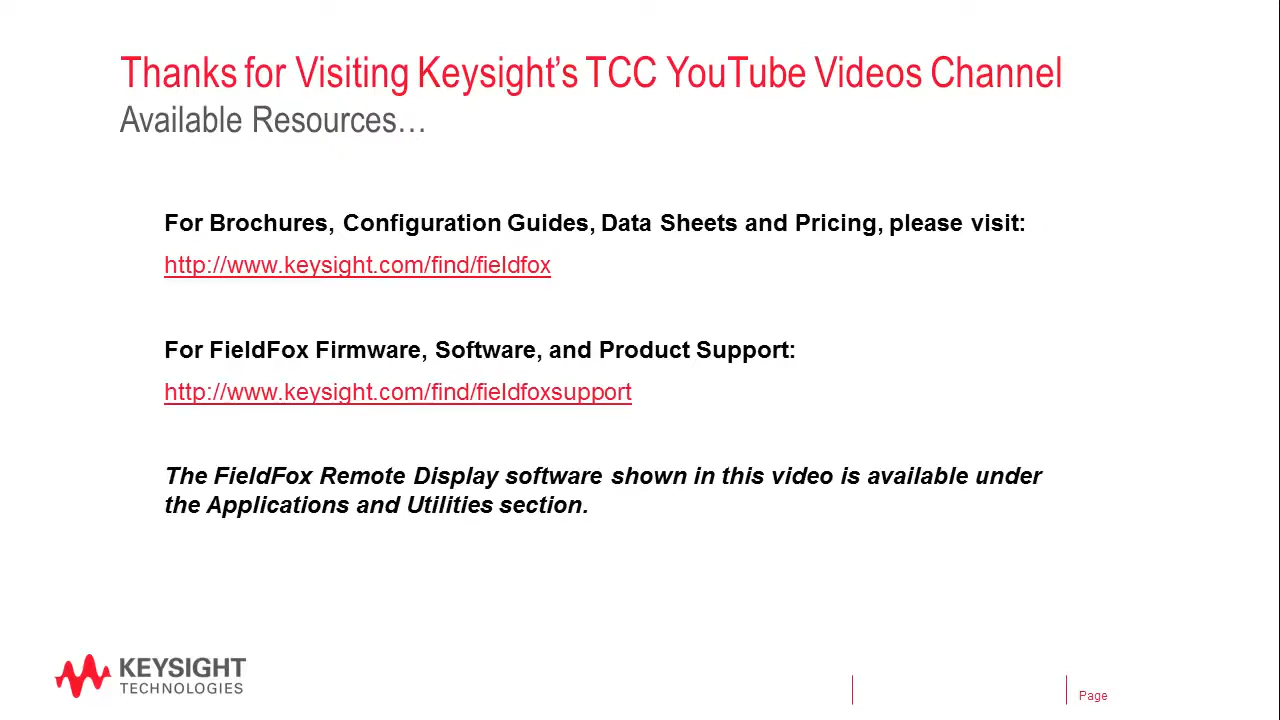 Thanks for Visiting Keysight’s TCC YouTube Videos Channel
Available Resources…
For Brochures, Configuration Guides, Data Sheets and Pricing, please visit:
http://www.keysight.com/find/fieldfox
For FieldFox Firmware, Software, and Product Support:
http://www.keysight.com/find/fieldfoxsupport
The FieldFox Remote Display software shown in this video is available under
the Applications and Utilities section.
KEYSIGHT
TECHNOLOGIES
Page